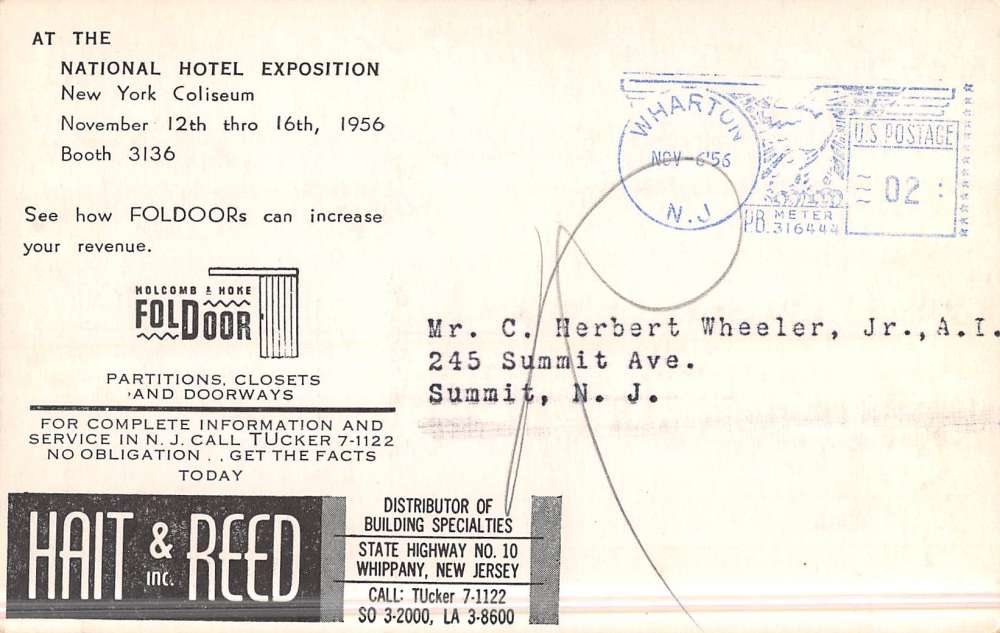 AT THE
NATIONAL HOTEL EXPOSITION
New York Coliseum
November 12th thro 16th, 1956
Booth 3136
See how FOLDOORs can increase
your revenue.
HOLCOMB & HOKE
FOLDOOR
PARTITIONS, CLOSETS
AND DOORWAYS
FOR COMPLETE INFORMATION AND
SERVICE IN N. J. CALL TUCKER 7-1122
NO OBLIGATION . . GET THE FACTS
TODAY
HAIT & REED
INC.
DISTRIBUTOR OF
BUILDING SPECIALTIES
STATE HIGHWAY NO. 10
WHIPPANY, NEW JERSEY
CALL: TUcker 7-1122
SO 3-2000, LA 3-8600
WHARTON
NOV-6'56
N.J.
U.S. POSTAGE
02
P.B. METER
316444
Mr. C. Herbert Wheeler, Jr.,A.I.
245 Summit Ave.
Summit, N. J.